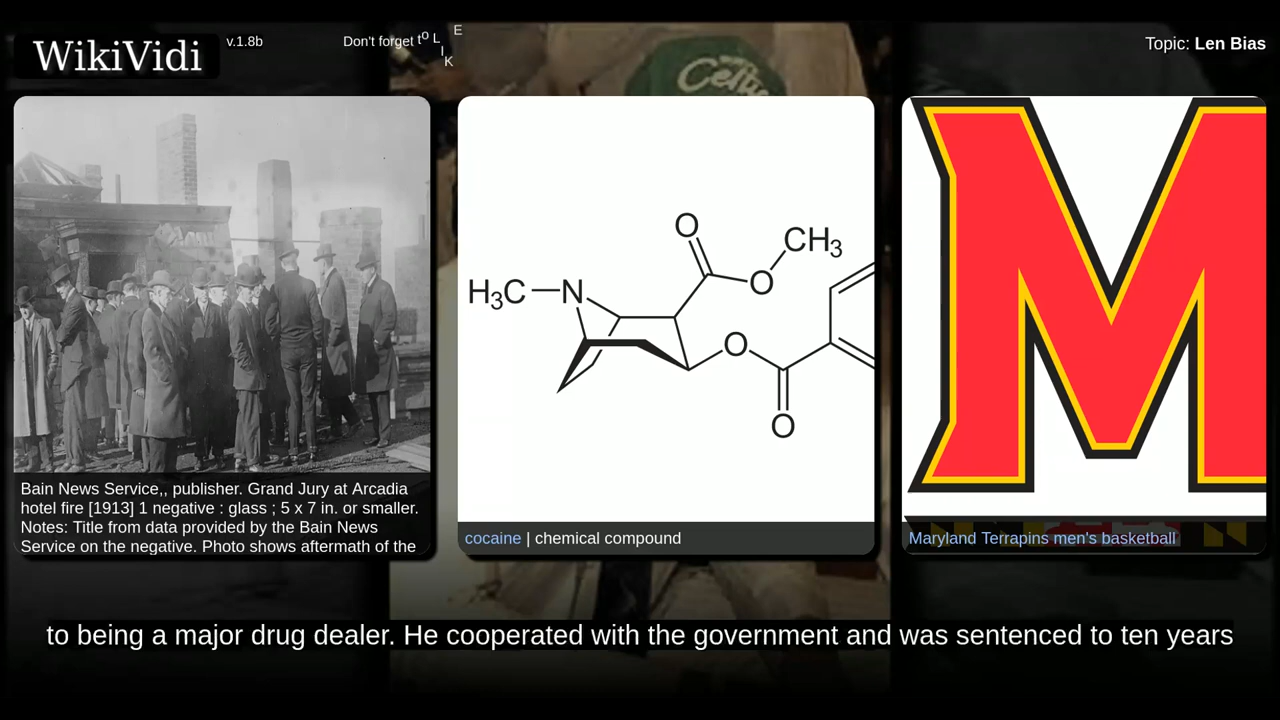 WikiVidi
v.1.8b
Don't forget to LIKE
Topic: Len Bias
Celtic
O
CH3
H3C
N
O
O
O
M
Bain News Service,, publisher. Grand Jury at Arcadia
hotel fire [1913] 1 negative : glass ; 5 x 7 in. or smaller.
Notes: Title from data provided by the Bain News
Service on the negative. Photo shows aftermath of the
cocaine | chemical compound
Maryland Terrapins men's basketball
to being a major drug dealer. He cooperated with the government and was sentenced to ten years